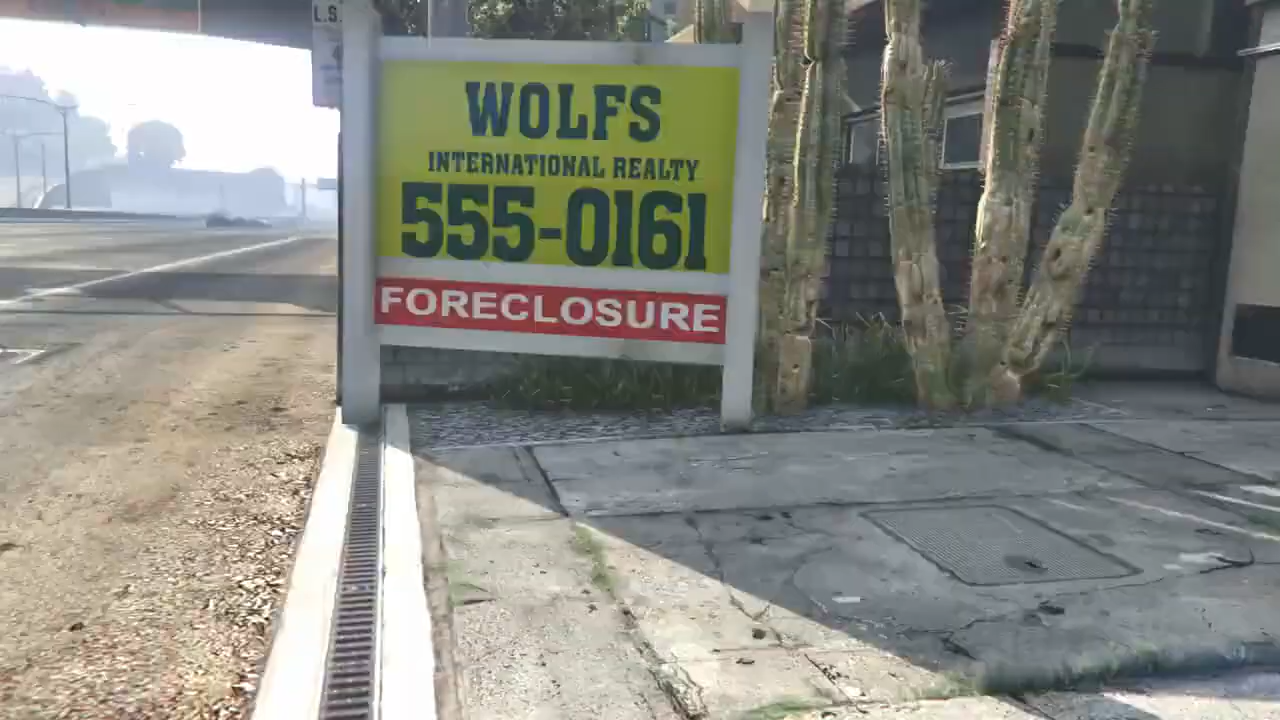 L.S.
WOLFS
INTERNATIONAL REALTY
555-0161
FORECLOSURE